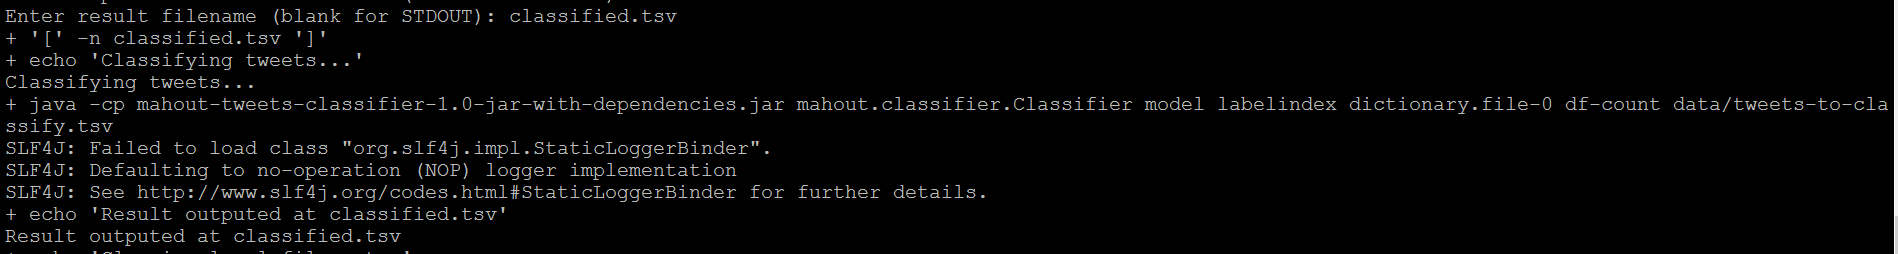 Enter result filename (blank for STDOUT): classified.tsv
+ '[' -n classified.tsv ']'
+ echo 'Classifying tweets...'
Classifying tweets...
+ java -cp mahout-tweets-classifier-1.0-jar-with-dependencies.jar mahout.classifier.Classifier model labelindex dictionary.file-0 df-count data/tweets-to-cla
ssify.tsv
SLF4J: Failed to load class "org.slf4j.impl.StaticLoggerBinder".
SLF4J: Defaulting to no-operation (NOP) logger implementation
SLF4J: See http://www.slf4j.org/codes.html#StaticLoggerBinder for further details.
+ echo 'Result outputed at classified.tsv'
Result outputed at classified.tsv